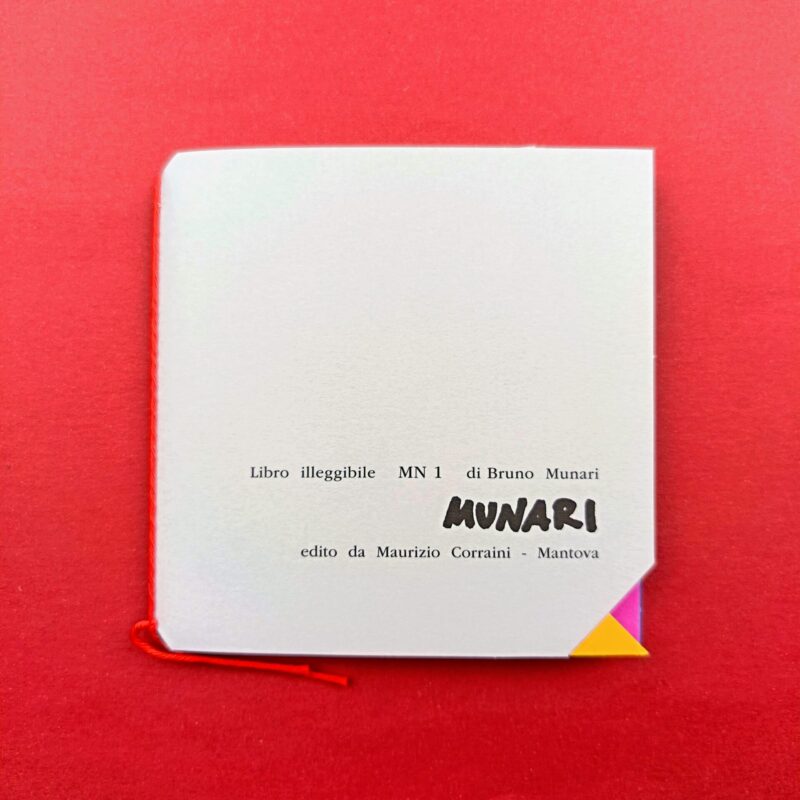 Libro illeggibile MN 1 di Bruno Munari
MUNARI
edito da Maurizio Corraini - Mantova